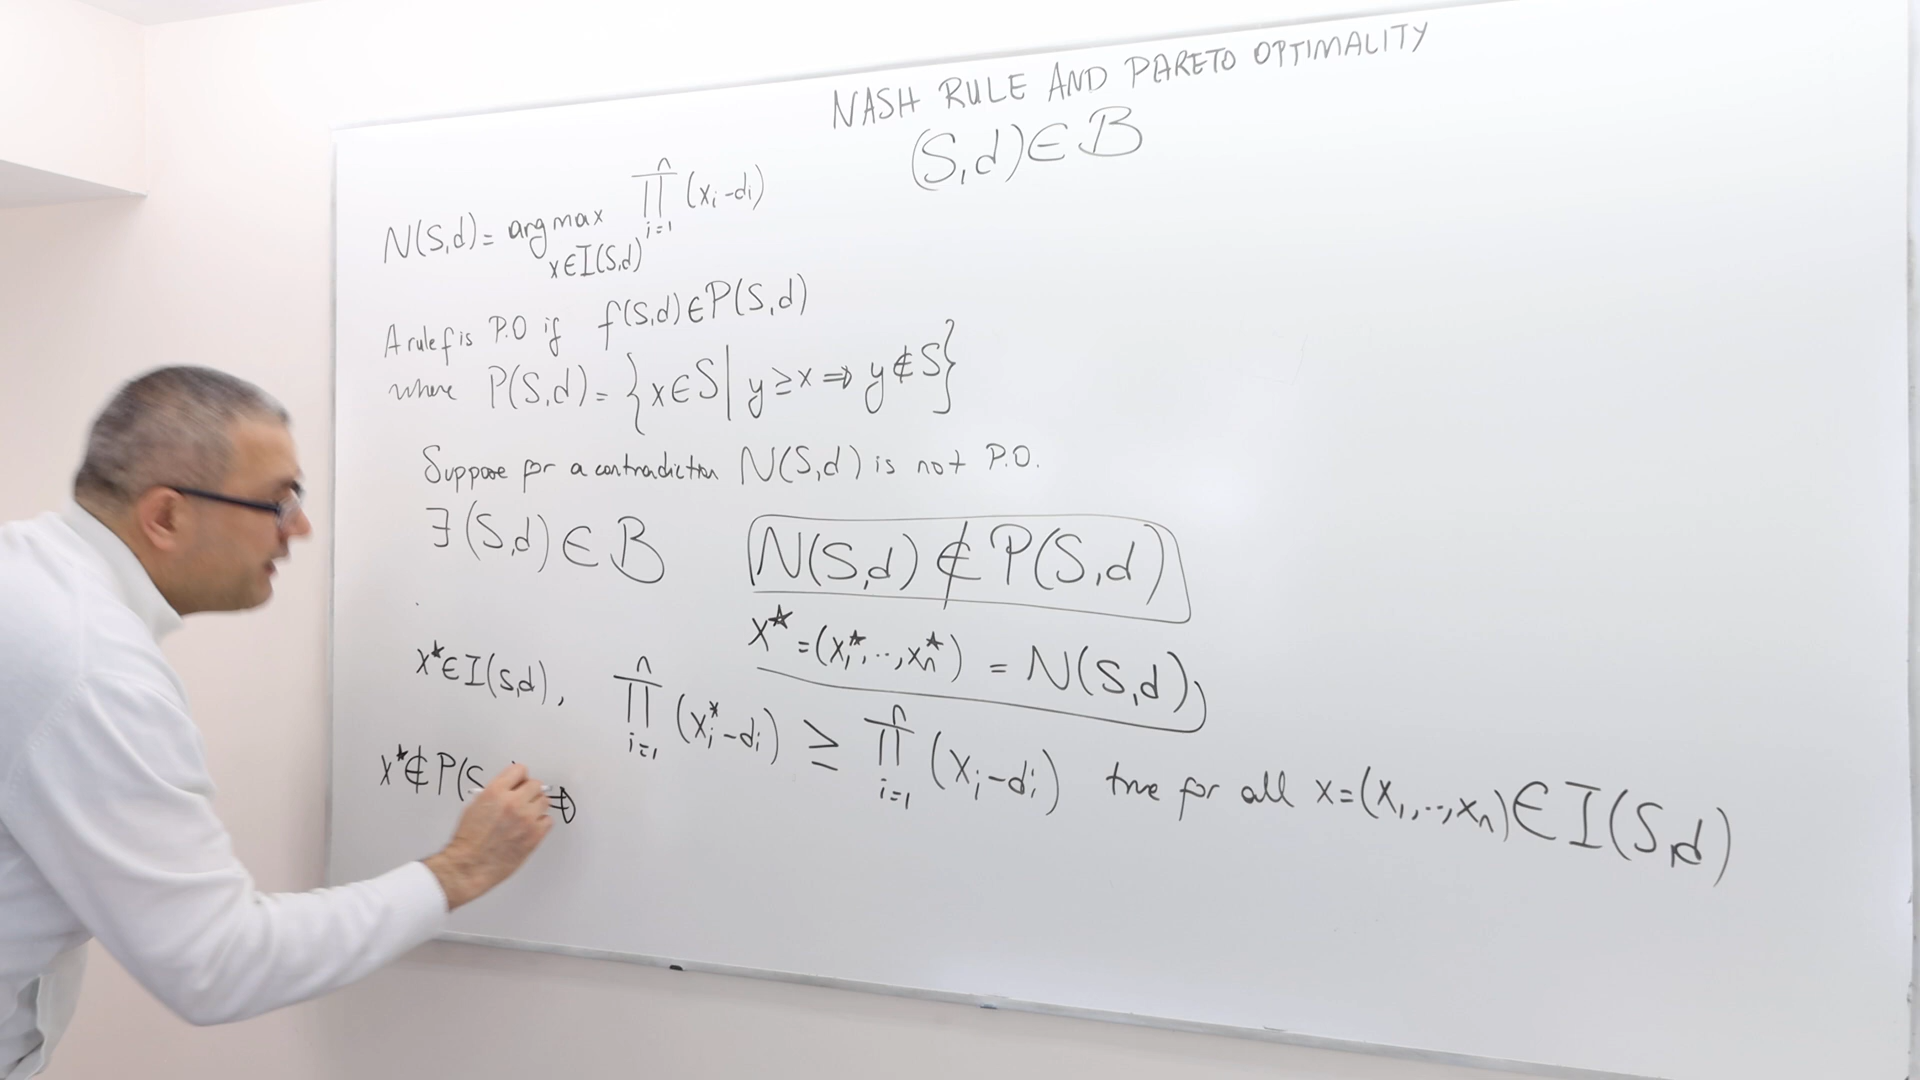 NASH RULE AND PARETO OPTIMALITY
(S,d)∈B
N(S,d)= argmax x∈I(S,d) ∏ i=1 n (xi-di)
A rule f is P.O if f(S,d)∈P(S,d)
where P(S,d)={x∈S| y≥x ⇒ y∉S}
Suppose for a contradiction N(S,d) is not P.O.
∃(S,d)∈B N(S,d)∉P(S,d)
x*=(x1*,..,xn*) = N(S,d)
x*∈I(S,d), ∏ i=1 n (xi*-di) ≥ ∏ i=1 n (xi-di) true for all x=(x1,..,xn)∈I(S,d)
x*∉P(S ⇒